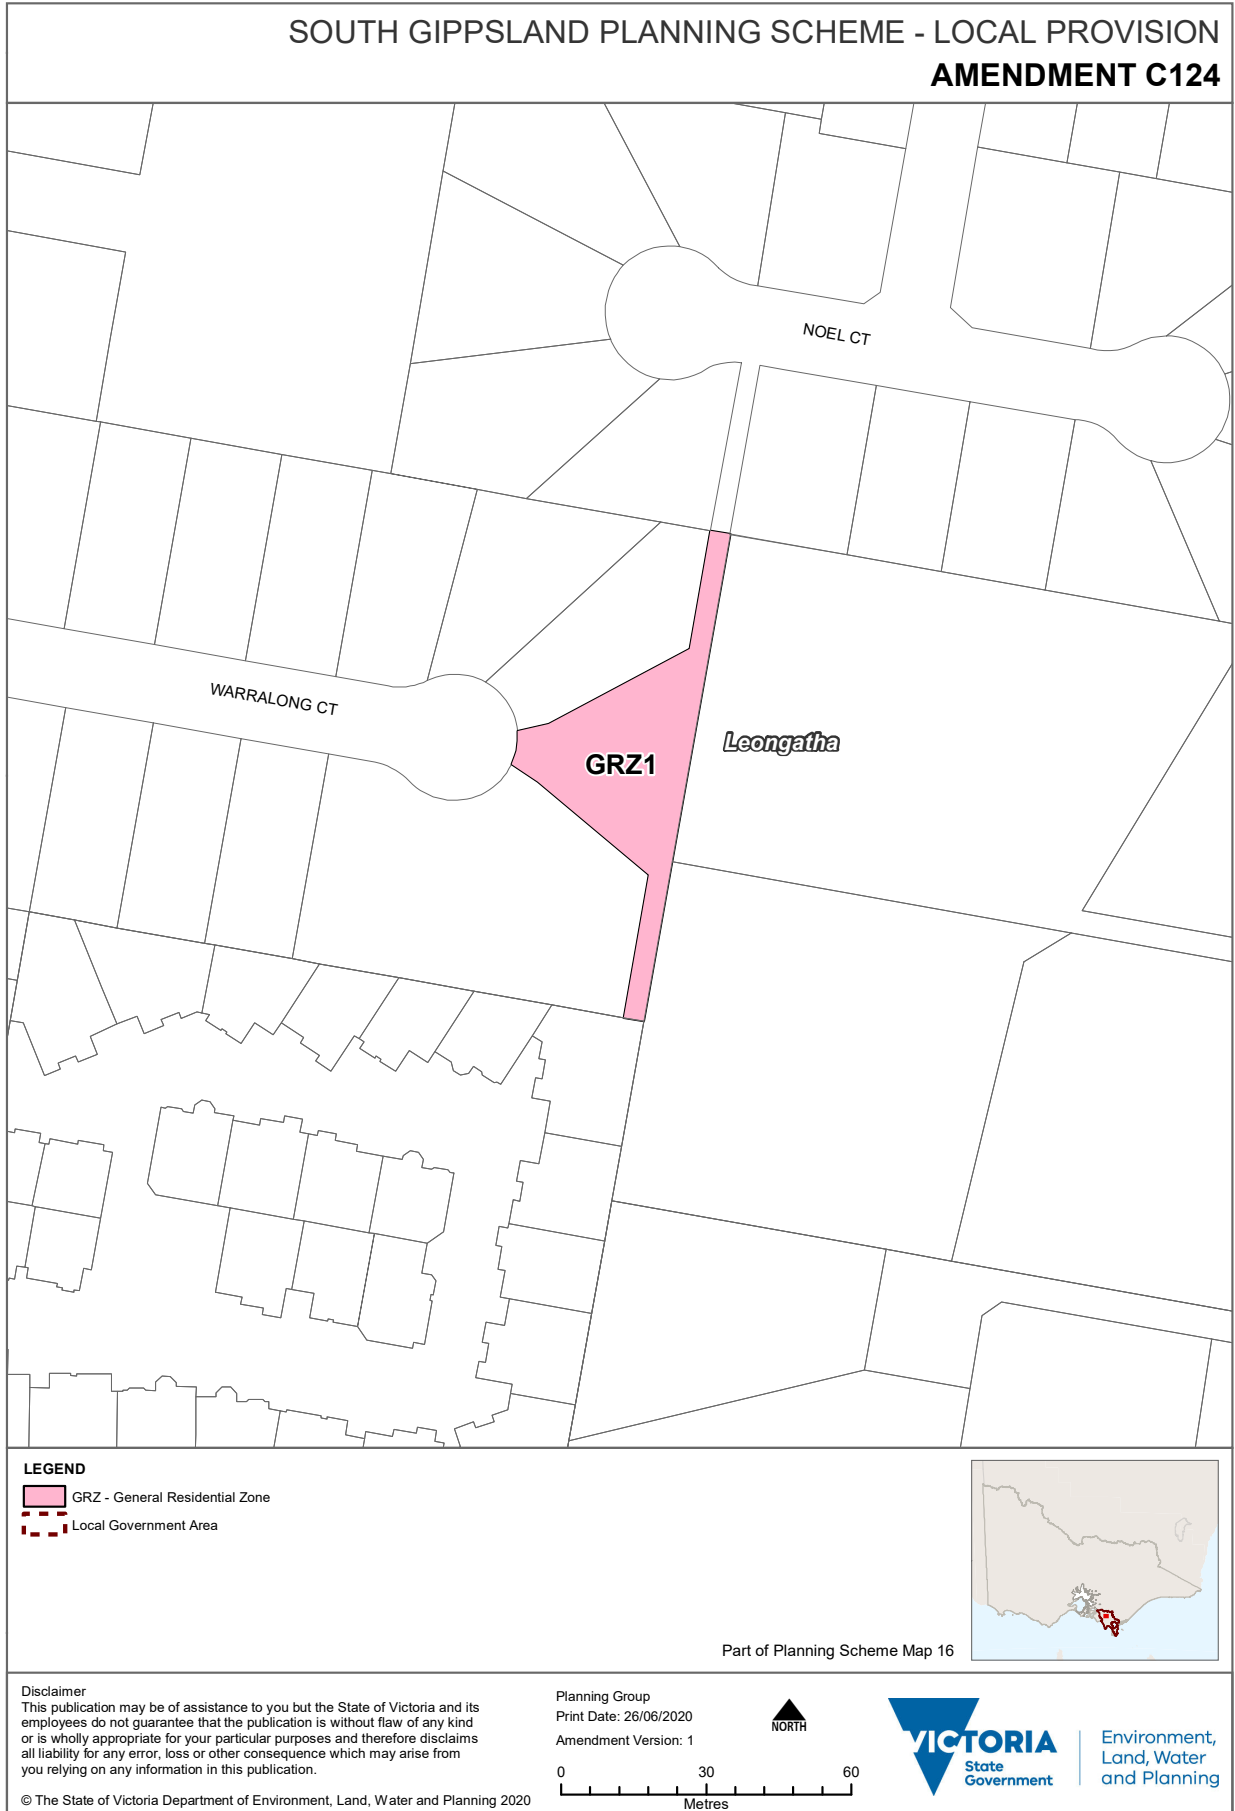 SOUTH GIPPSLAND PLANNING SCHEME - LOCAL PROVISION
AMENDMENT C124
NOEL CT
WARRALONG CT
Leongatha
GRZ1
LEGEND
GRZ - General Residential Zone
Local Government Area
Part of Planning Scheme Map 16
Disclaimer
This publication may be of assistance to you but the State of Victoria and its
employees do not guarantee that the publication is without flaw of any kind
or is wholly appropriate for your particular purposes and therefore disclaims
all liability for any error, loss or other consequence which may arise from
you relying on any information in this publication.
© The State of Victoria Department of Environment, Land, Water and Planning 2020
Planning Group
Print Date: 26/06/2020
Amendment Version: 1
NORTH
0 30 60
Metres
VICTORIA
State
Government
Environment,
Land, Water
and Planning